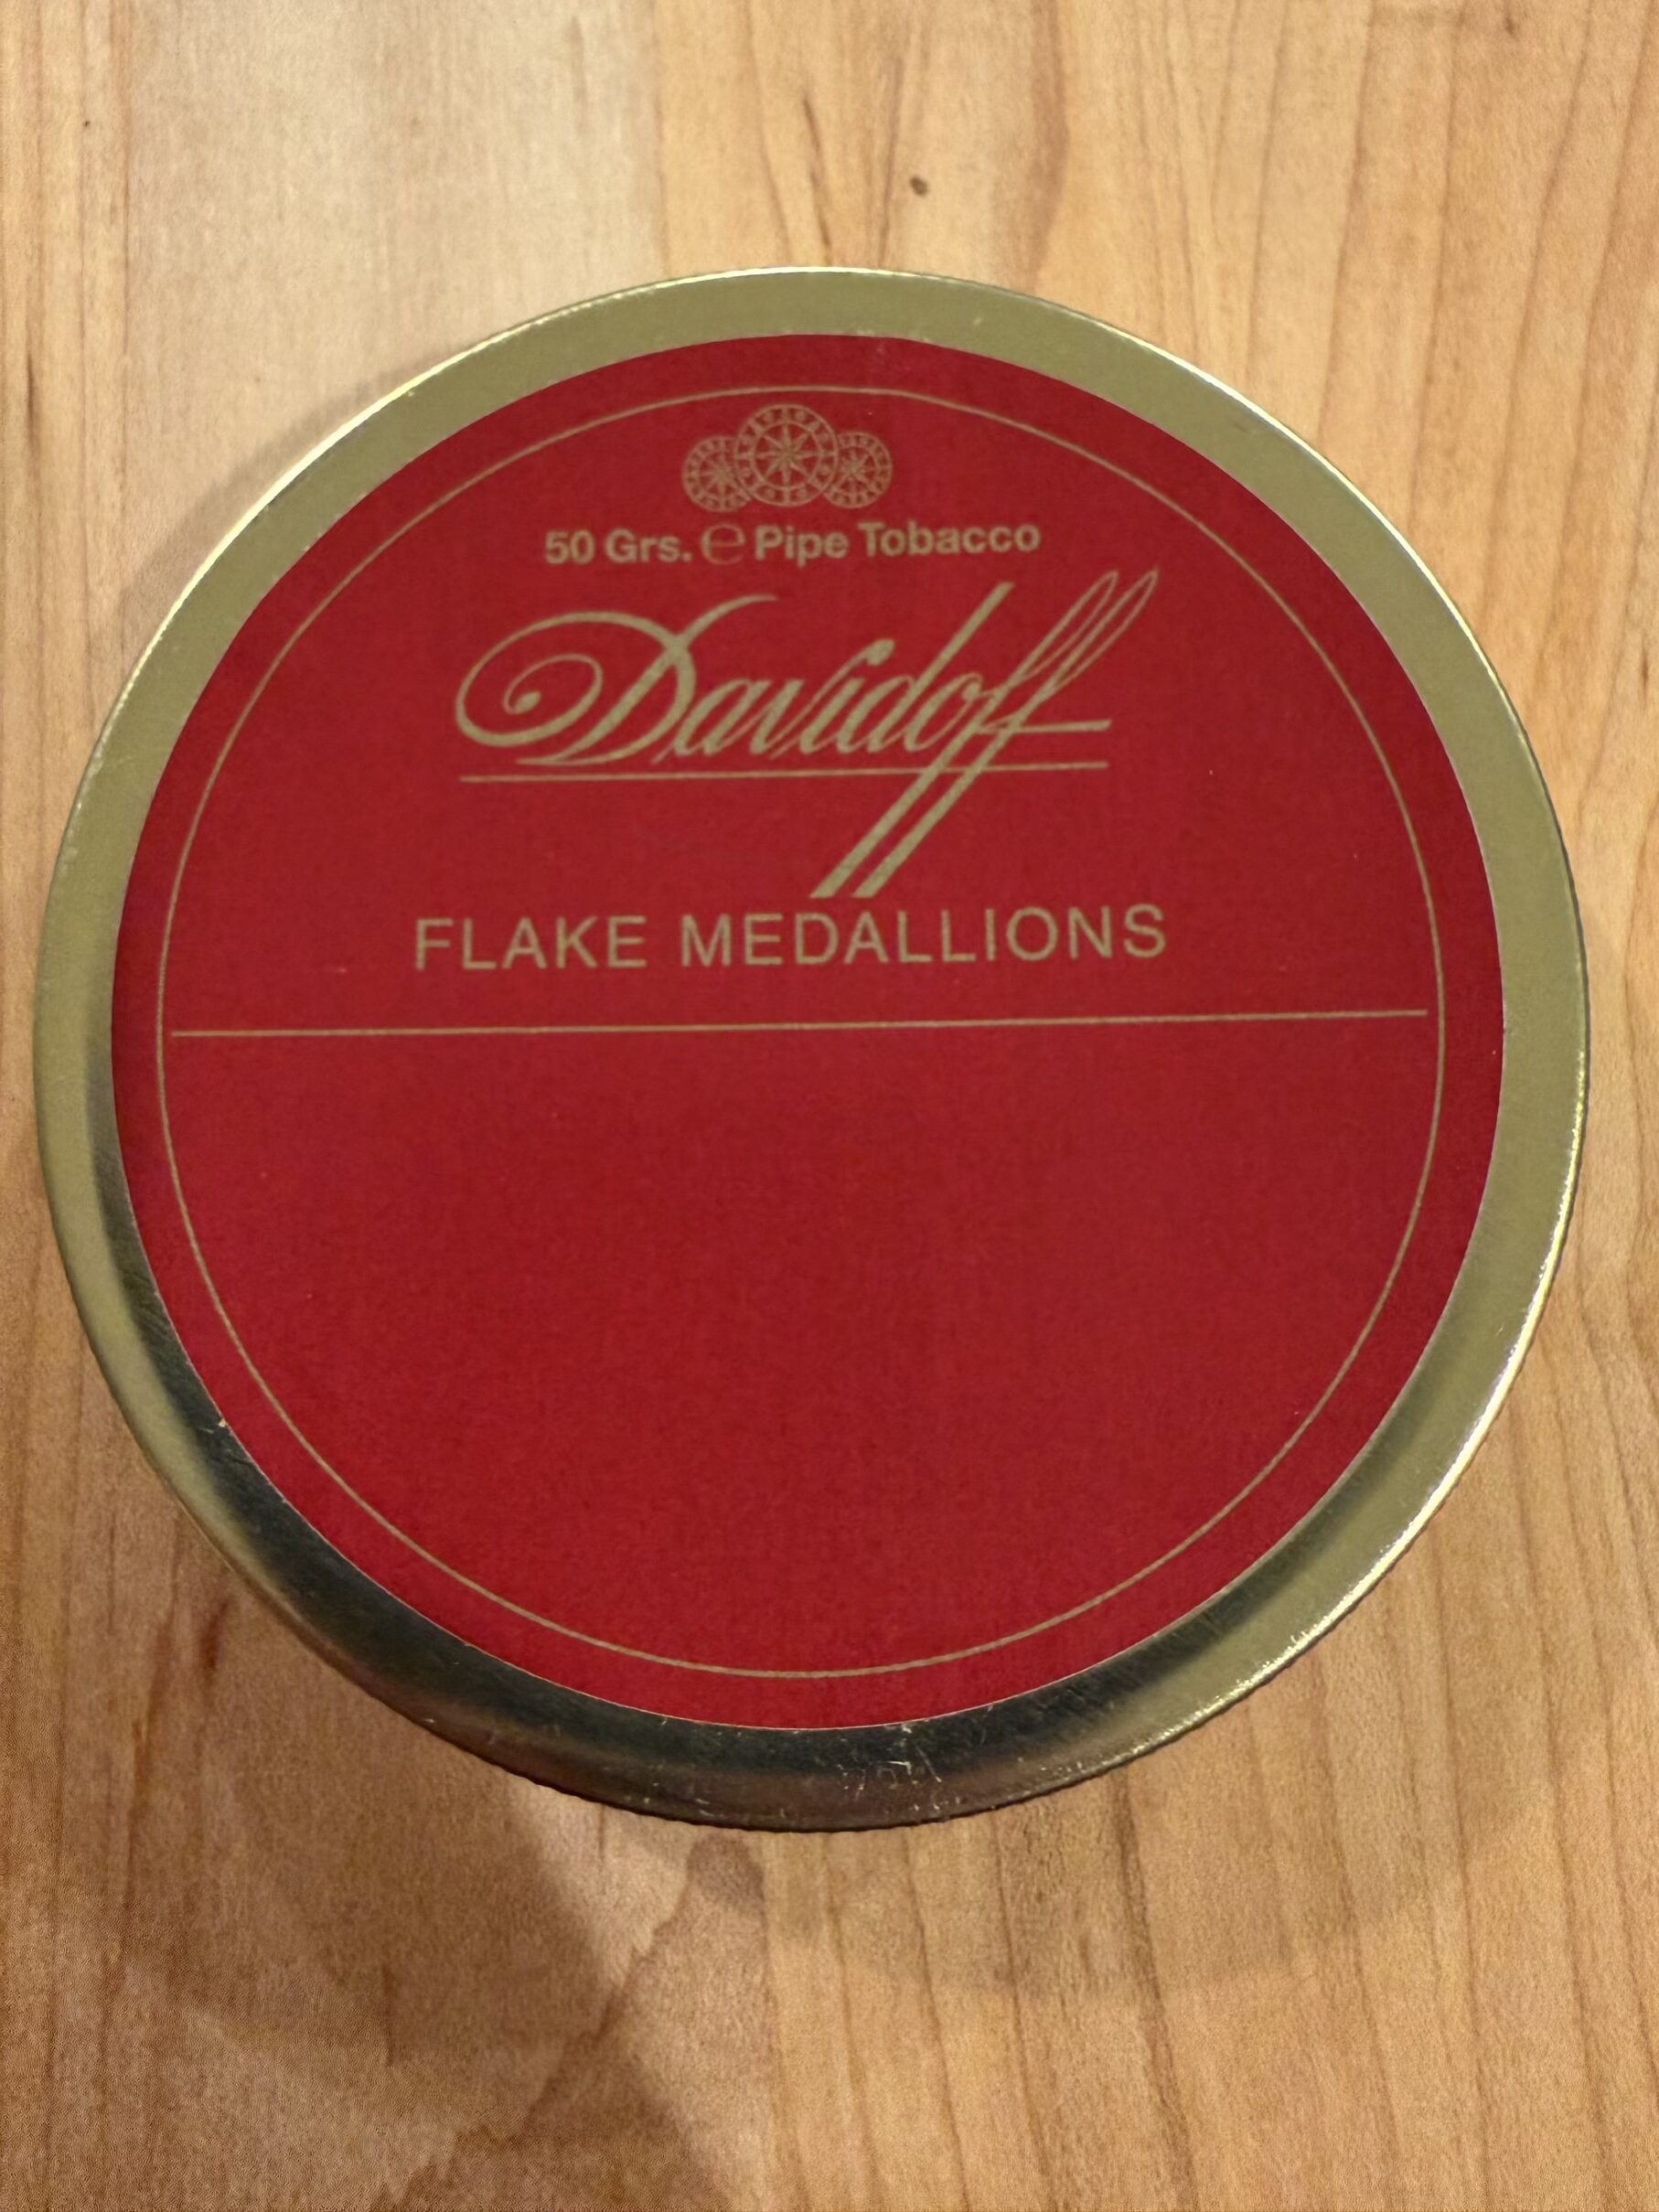 50 Grs. ℮ Pipe Tobacco
Davidoff
FLAKE MEDALLIONS